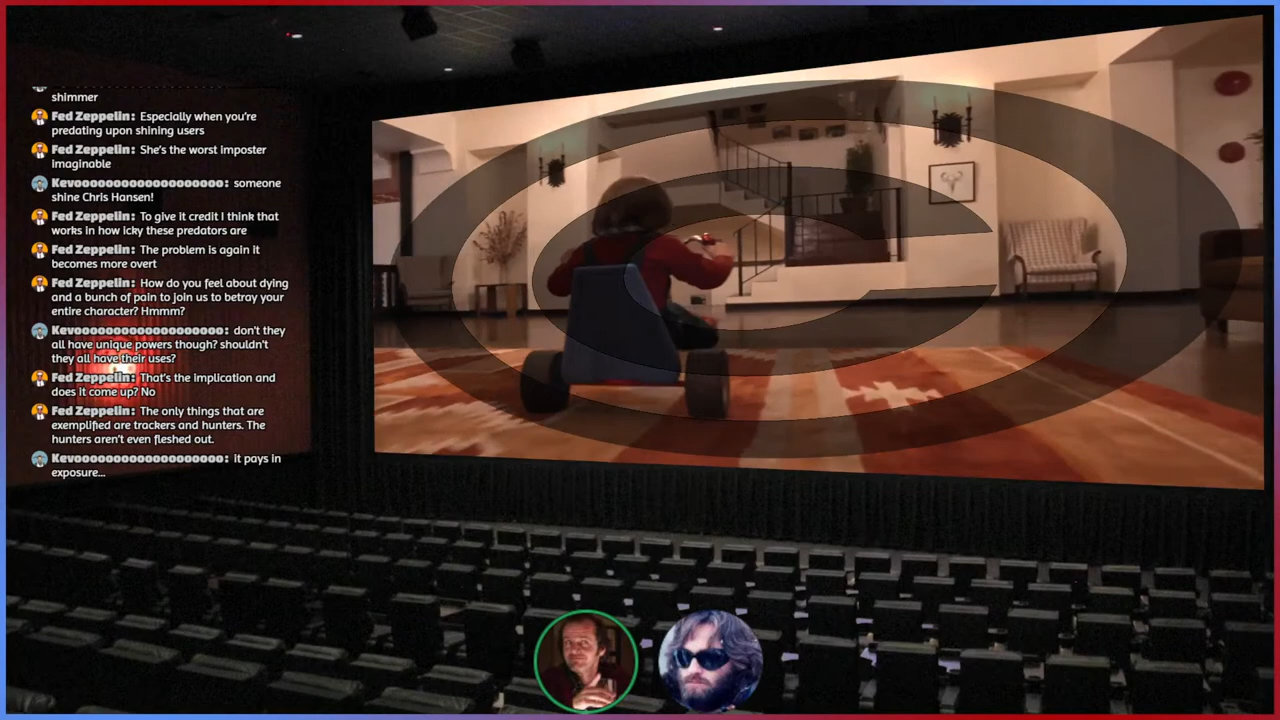 shimmer
Fed Zeppelin: Especially when you're
predating upon shining users
Fed Zeppelin: She's the worst imposter
imaginable
Kevooooooooooooooooooo: someone
shine Chris Hansen!
Fed Zeppelin: To give it credit I think that
works in how icky these predators are
Fed Zeppelin: The problem is again it
becomes more overt
Fed Zeppelin: How do you feel about dying
and a bunch of pain to join us to betray your
entire character? Hmmm?
Kevooooooooooooooooooo: don't they
all have unique powers though? shouldn't
they all have their uses?
Fed Zeppelin: That's the implication and
does it come up? No
Fed Zeppelin: The only things that are
exemplified are trackers and hunters. The
hunters aren't even fleshed out.
Kevooooooooooooooooooo: it pays in
exposure...